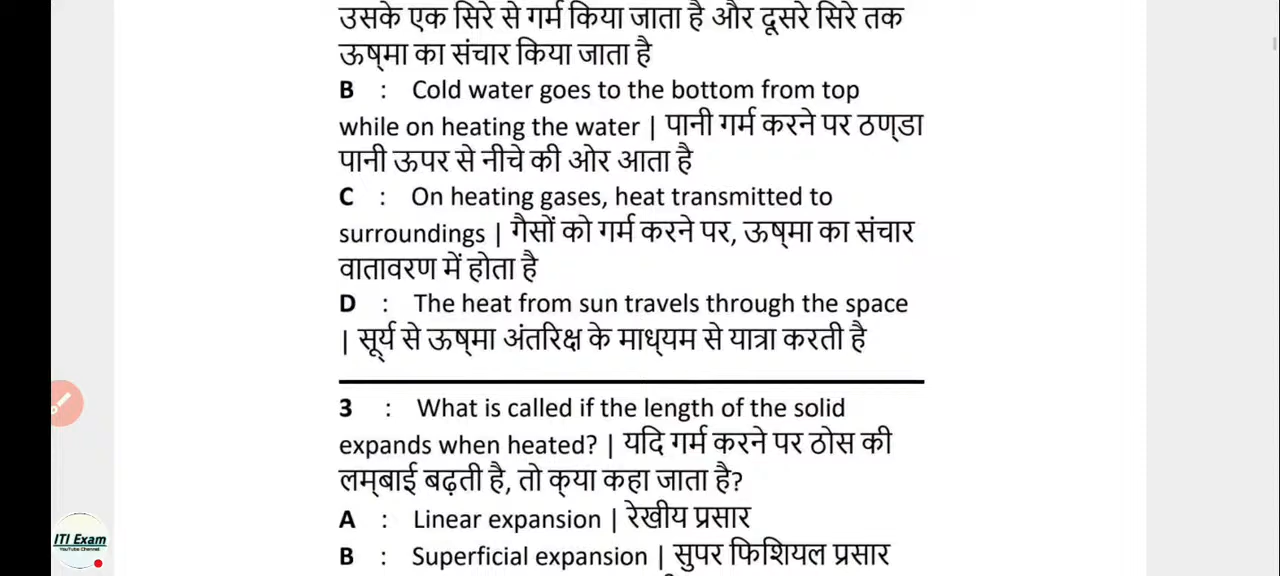 उसके एक सिरे से गर्म किया जाता है और दूसरे सिरे तक
ऊष्मा का संचार किया जाता है
B : Cold water goes to the bottom from top
while on heating the water | पानी गर्म करने पर ठण्डा
पानी ऊपर से नीचे की ओर आता है
C : On heating gases, heat transmitted to
surroundings | गैसों को गर्म करने पर, ऊष्मा का संचार
वातावरण में होता है
D : The heat from sun travels through the space
| सूर्य से ऊष्मा अंतरिक्ष के माध्यम से यात्रा करती है
3 : What is called if the length of the solid
expands when heated? | यदि गर्म करने पर ठोस की
लम्बाई बढ़ती है, तो क्या कहा जाता है?
A : Linear expansion | रेखीय प्रसार
B : Superficial expansion | सुपर फिशियल प्रसार
ITI Exam
YouTube Channel